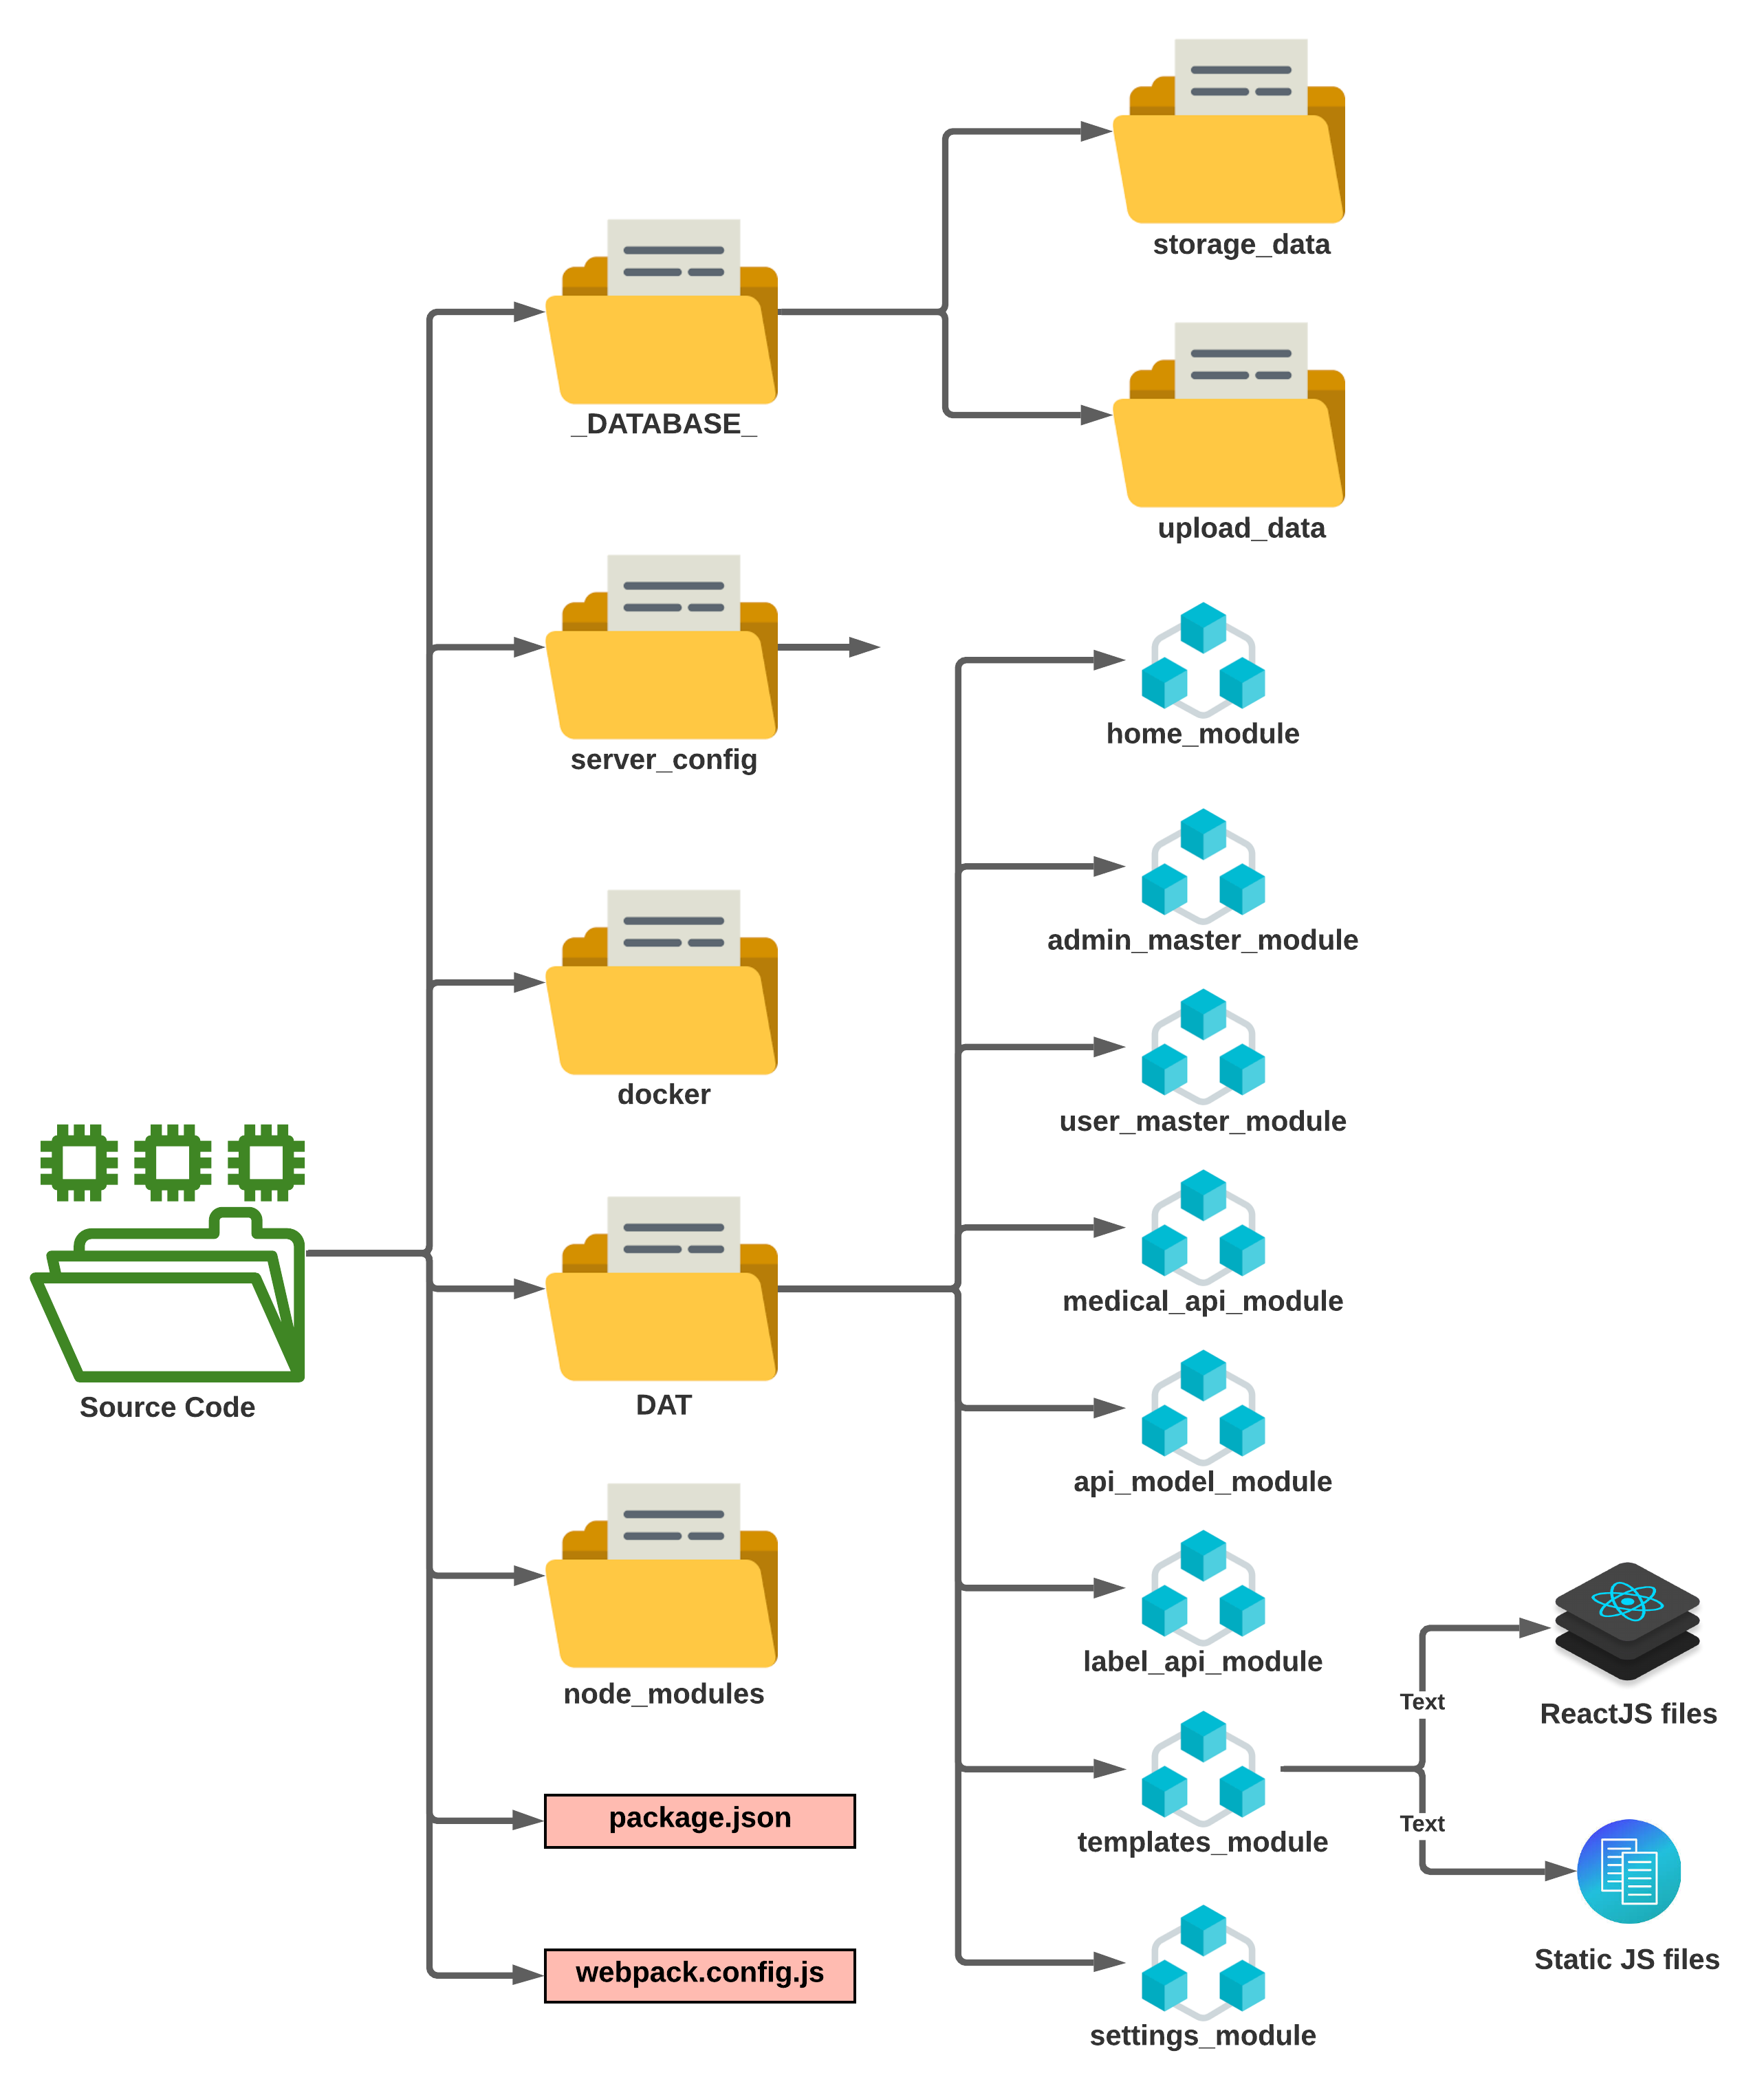 storage_data
_DATABASE_
upload_data
home_module
server_config
admin_master_module
docker
user_master_module
medical_api_module
Source Code
DAT
api_model_module
label_api_module
node_modules
Text
ReactJS files
package.json
Text
templates_module
webpack.config.js
Static JS files
settings_module